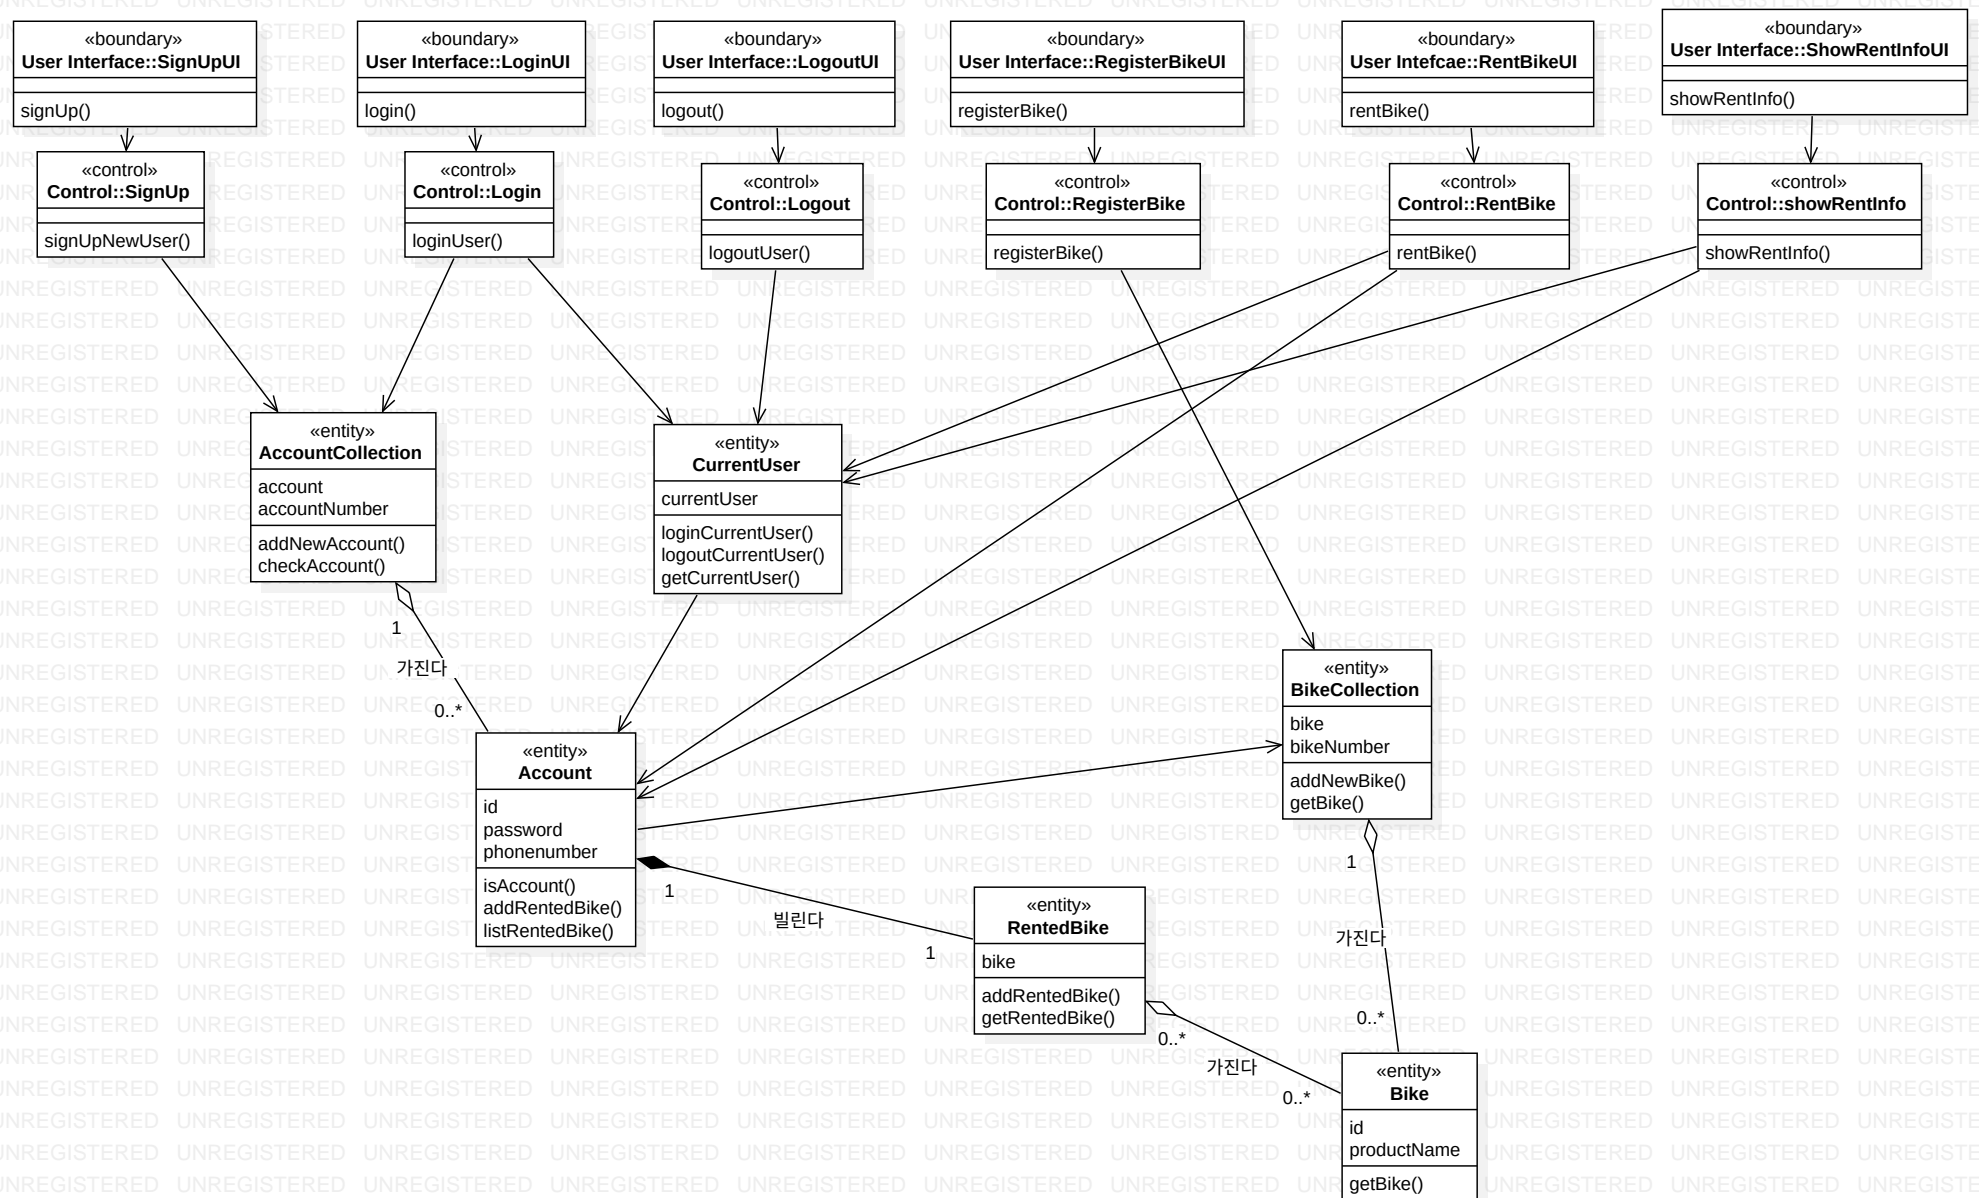 «boundary»
User Interface::SignUpUI
signUp()
«boundary»
User Interface::LoginUI
login()
«boundary»
User Interface::LogoutUI
logout()
«boundary»
User Interface::RegisterBikeUI
registerBike()
«boundary»
User Intefcae::RentBikeUI
rentBike()
«boundary»
User Interface::ShowRentInfoUI
showRentInfo()
«control»
Control::SignUp
signUpNewUser()
«control»
Control::Login
loginUser()
«control»
Control::Logout
logoutUser()
«control»
Control::RegisterBike
registerBike()
«control»
Control::RentBike
rentBike()
«control»
Control::showRentInfo
showRentInfo()
«entity»
AccountCollection
account
accountNumber
addNewAccount()
checkAccount()
«entity»
CurrentUser
currentUser
loginCurrentUser()
logoutCurrentUser()
getCurrentUser()
1
가진다
0..*
«entity»
BikeCollection
bike
bikeNumber
addNewBike()
getBike()
«entity»
Account
id
password
phonenumber
isAccount()
addRentedBike()
listRentedBike()
1
빌린다
1
«entity»
RentedBike
bike
addRentedBike()
getRentedBike()
1
가진다
0..*
0..*
가진다
0..*
«entity»
Bike
id
productName
getBike()
UNREGISTERED